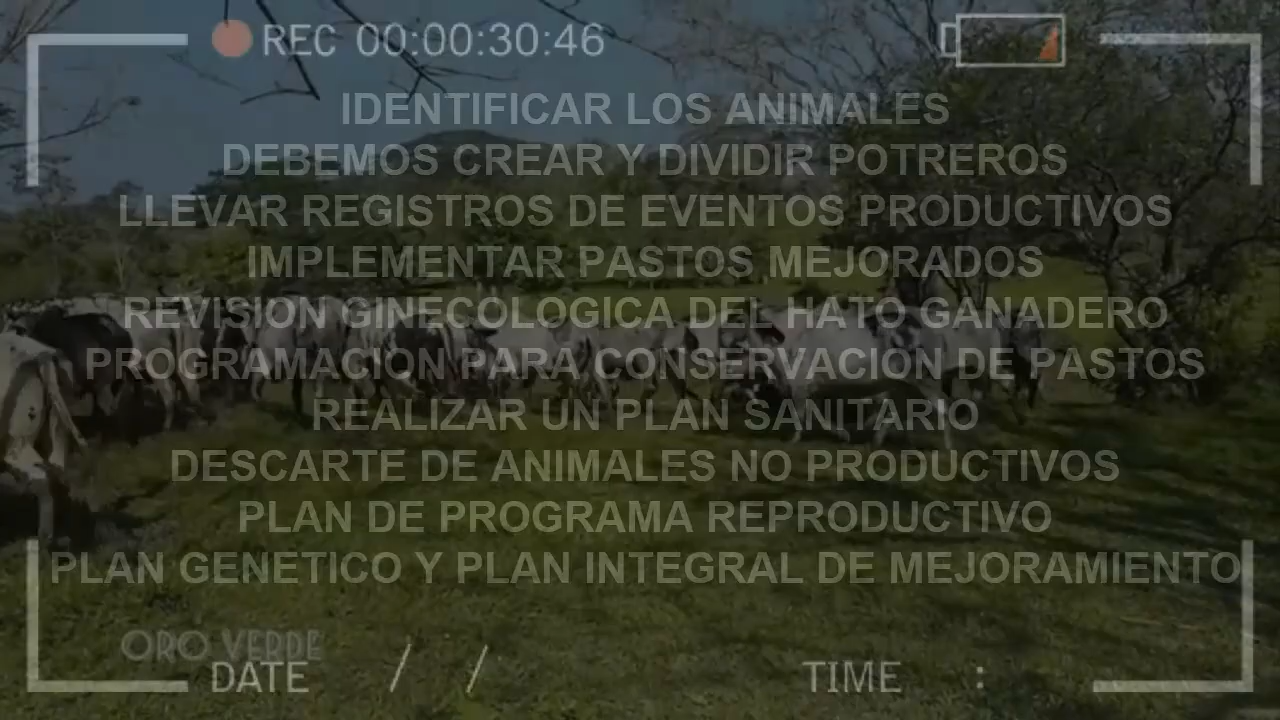 REC 00:00:30:46
IDENTIFICAR LOS ANIMALES
DEBEMOS CREAR Y DIVIDIR POTREROS
LLEVAR REGISTROS DE EVENTOS PRODUCTIVOS
IMPLEMENTAR PASTOS MEJORADOS
REVISION GINECOLOGICA DEL HATO GANADERO
PROGRAMACION PARA CONSERVACION DE PASTOS
REALIZAR UN PLAN SANITARIO
DESCARTE DE ANIMALES NO PRODUCTIVOS
PLAN DE PROGRAMA REPRODUCTIVO
PLAN GENETICO Y PLAN INTEGRAL DE MEJORAMIENTO
ORO VERDE
DATE / / TIME :